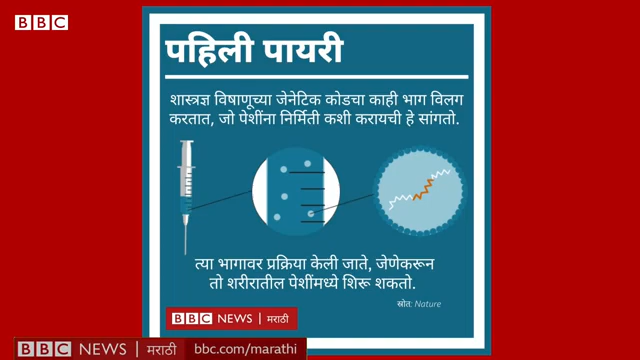 BBC
पहिली पायरी
शास्त्रज्ञ विषाणूच्या जेनेटिक कोडचा काही भाग विलग
करतात, जो पेशींना निर्मिती कशी करायची हे सांगतो.
त्या भागावर प्रक्रिया केली जाते, जेणेकरून
तो शरीरातील पेशींमध्ये शिरू शकतो.
स्रोत: Nature
BBC NEWS | मराठी
BBC NEWS | मराठी bbc.com/marathi